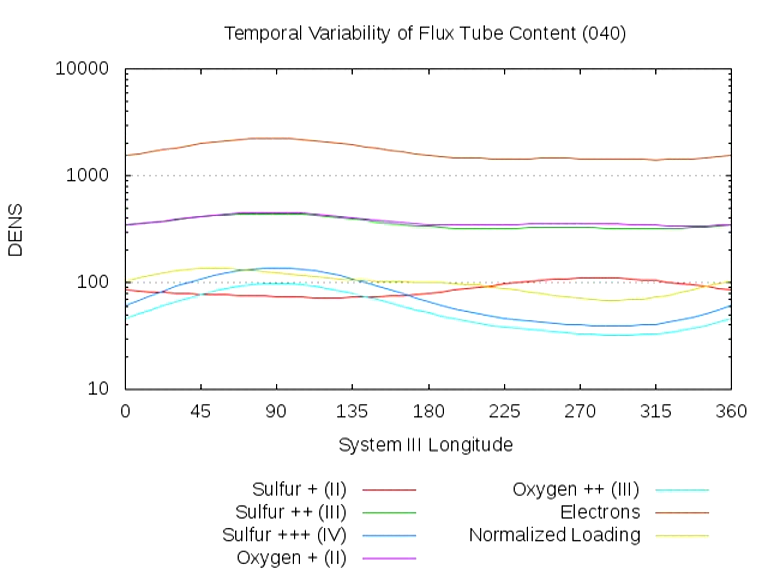 Temporal Variability of Flux Tube Content (040)
10000
1000
100
10
DENS
0 45 90 135 180 225 270 315 360
System III Longitude
Sulfur + (II)
Sulfur ++ (III)
Sulfur +++ (IV)
Oxygen + (II)
Oxygen ++ (III)
Electrons
Normalized Loading